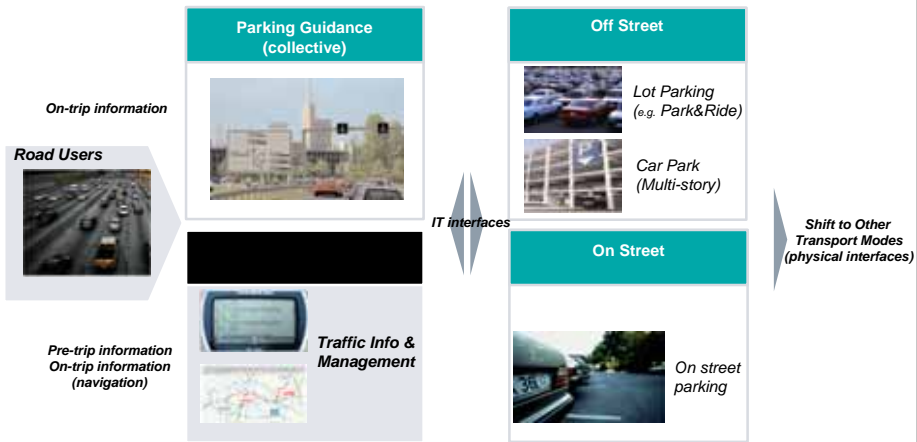 Parking Guidance
(collective)
On-trip information
Road Users
Pre-trip information
On-trip information
(navigation)
Traffic Info &
Management
IT interfaces
Off Street
Lot Parking
(e.g. Park&Ride)
Car Park
(Multi-story)
On Street
On street
parking
Shift to Other
Transport Modes
(physical interfaces)